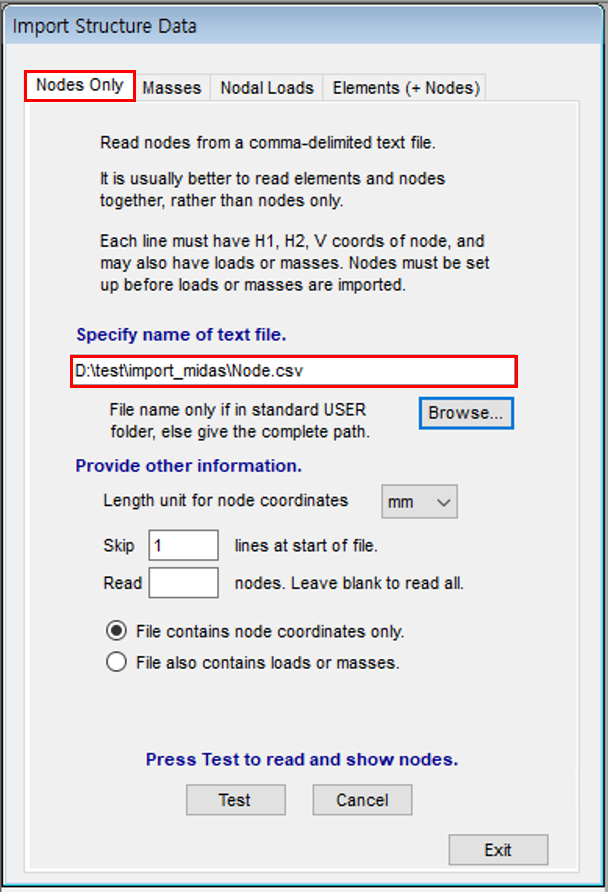 Import Structure Data
Nodes Only Masses Nodal Loads Elements (+ Nodes)
Read nodes from a comma-delimited text file.
It is usually better to read elements and nodes
together, rather than nodes only.
Each line must have H1, H2, V coords of node, and
may also have loads or masses. Nodes must be set
up before loads or masses are imported.
Specify name of text file.
D:\test\import_midas\Node.csv
File name only if in standard USER
folder, else give the complete path.
Browse...
Provide other information.
Length unit for node coordinates mm
Skip 1 lines at start of file.
Read nodes. Leave blank to read all.
File contains node coordinates only.
File also contains loads or masses.
Press Test to read and show nodes.
Test Cancel
Exit